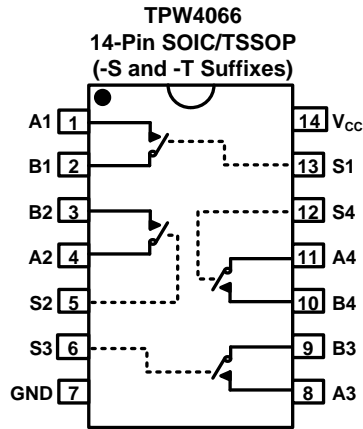 TPW4066
14-Pin SOIC/TSSOP
(-S and -T Suffixes)
A1 1 14 VCC
B1 2 13 S1
B2 3 12 S4
A2 4 11 A4
S2 5 10 B4
S3 6 9 B3
GND 7 8 A3